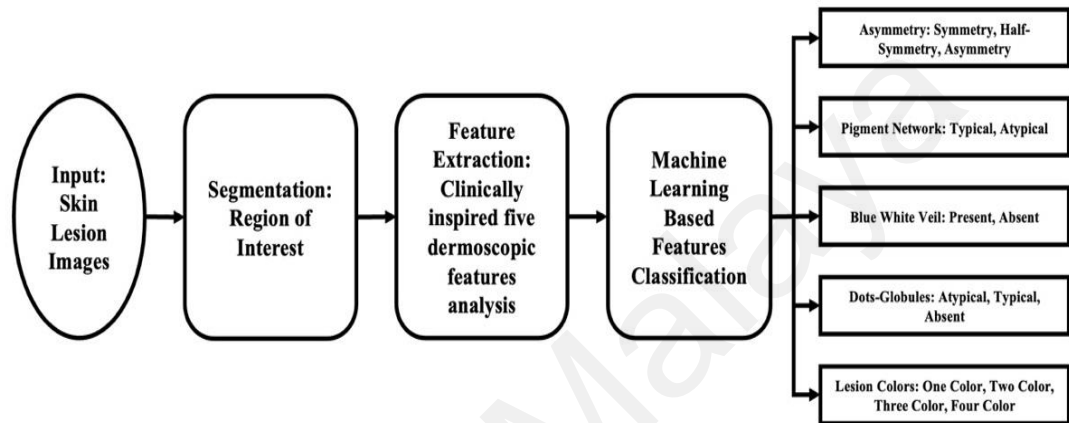 Input:
Skin
Lesion
Images
Segmentation:
Region of
Interest
Feature
Extraction:
Clinically
inspired five
dermoscopic
features
analysis
Machine
Learning
Based
Features
Classification
Asymmetry: Symmetry, Half-
Symmetry, Asymmetry
Pigment Network: Typical, Atypical
Blue White Veil: Present, Absent
Dots-Globules: Atypical, Typical,
Absent
Lesion Colors: One Color, Two Color,
Three Color, Four Color
Malaya